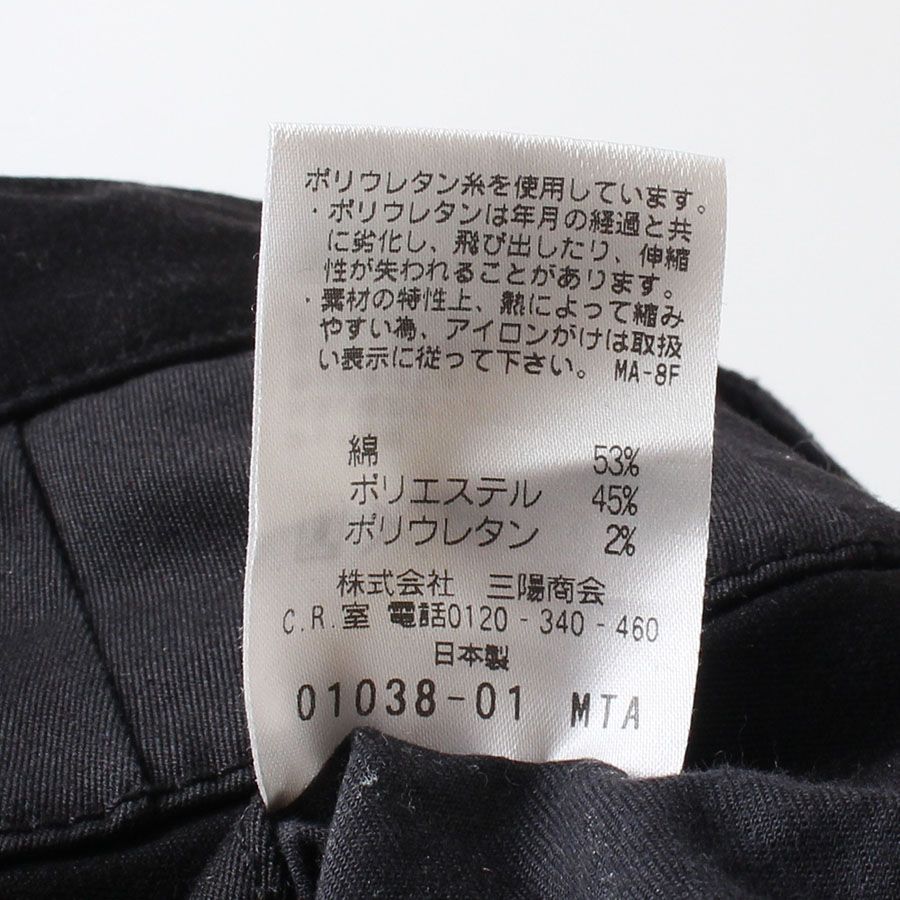 ポリウレタン糸を使用しています。
・ポリウレタンは年月の経過と共
に劣化し、飛び出したり、伸縮
性が失われることがあります。
・素材の特性上、熱によって縮み
やすい為、アイロンがけは取扱
い表示に従って下さい。 MA-8F
綿 53%
ポリエステル 45%
ポリウレタン 2%
株式会社 三陽商会
C.R.室 電話0120-340-460
日本製
01038-01 MTA